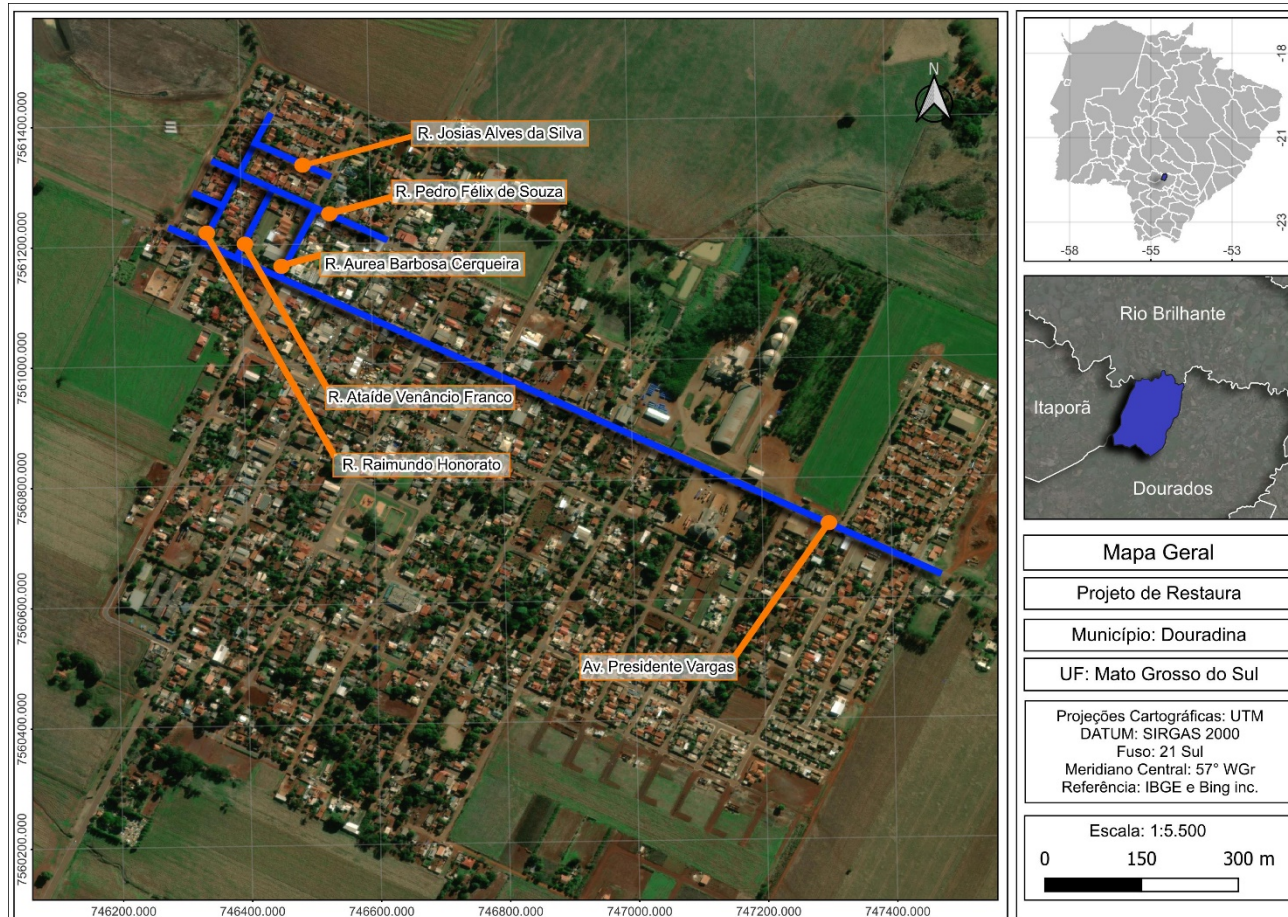 N
R. Josias Alves da Silva
R. Pedro Félix de Souza
R. Aurea Barbosa Cerqueira
R. Ataíde Venâncio Franco
R. Raimundo Honorato
Av. Presidente Vargas
7561400.000
7561200.000
7561000.000
7560800.000
7560600.000
7560400.000
7560200.000
746200.000
746400.000
746600.000
746800.000
747000.000
747200.000
747400.000
-18
-21
-23
-58
-55
-53
-52
Rio Brilhante
Itaporã
Dourados
Mapa Geral
Projeto de Restaura
Município: Douradina
UF: Mato Grosso do Sul
Projeções Cartográficas: UTM
DATUM: SIRGAS 2000
Fuso: 21 Sul
Meridiano Central: 57° WGr
Referência: IBGE e Bing inc.
Escala: 1:5.500
0 150 300 m